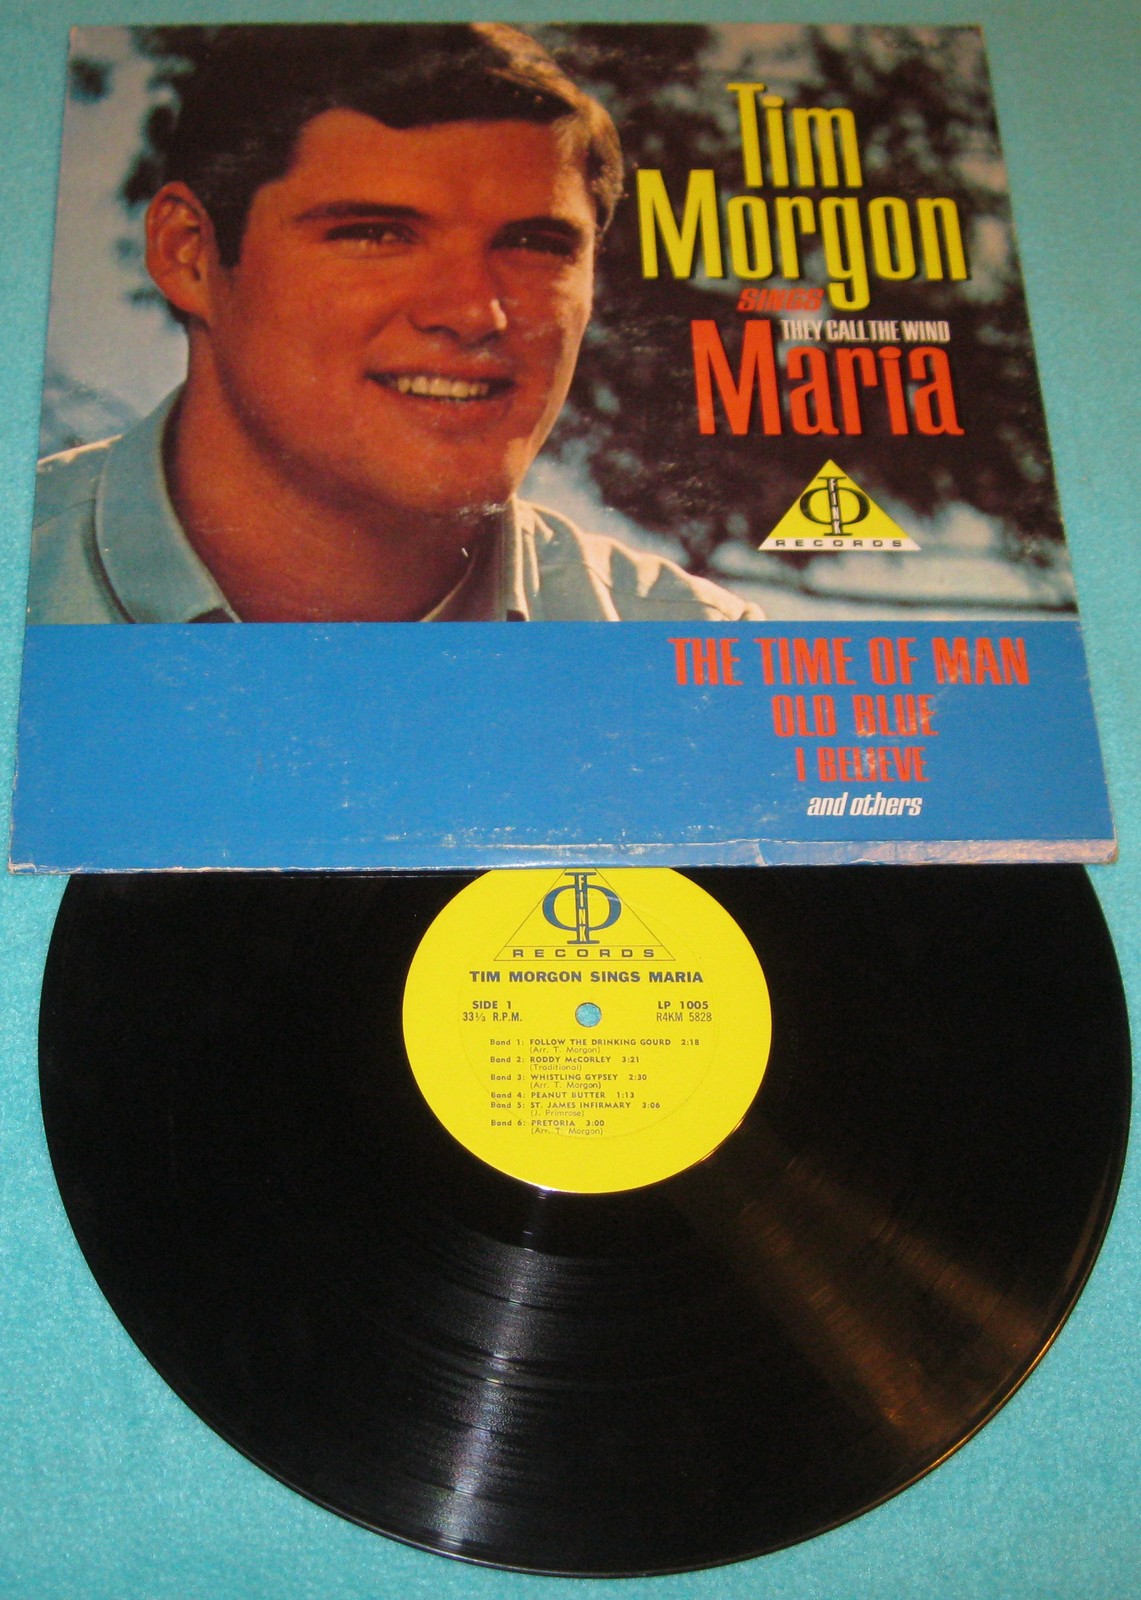 Tim
Morgon
SINGS
THEY CALL THE WIND
Maria
FINK
RECORDS
THE TIME OF MAN
OLD BLUE
I BELIEVE
and others
FINK
RECORDS
TIM MORGON SINGS MARIA
SIDE 1 LP 1005
33⅓ R.P.M. R4KM 5828
Band 1: FOLLOW THE DRINKING GOURD 2:18
(Arr. T. Morgon)
Band 2: RODDY McCORLEY 3:21
(Traditional)
Band 3: WHISTLING GYPSEY 2:30
(Arr. T. Morgon)
Band 4: PEANUT BUTTER 1:13
Band 5: ST. JAMES INFIRMARY 3:06
(J. Primrose)
Band 6: PRETORIA 3:00
(Arr. T. Morgon)